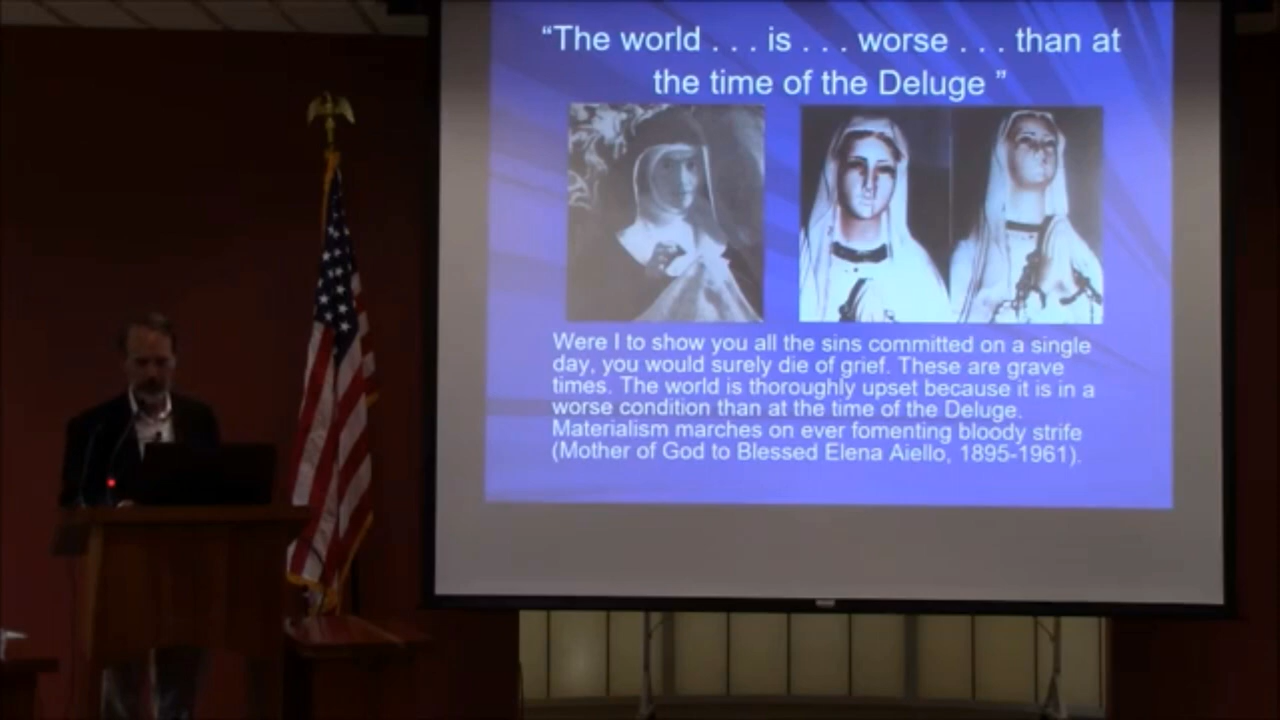 “The world . . . is . . . worse . . . than at
the time of the Deluge ”
Were I to show you all the sins committed on a single
day, you would surely die of grief. These are grave
times. The world is thoroughly upset because it is in a
worse condition than at the time of the Deluge.
Materialism marches on ever fomenting bloody strife
(Mother of God to Blessed Elena Aiello, 1895-1961).